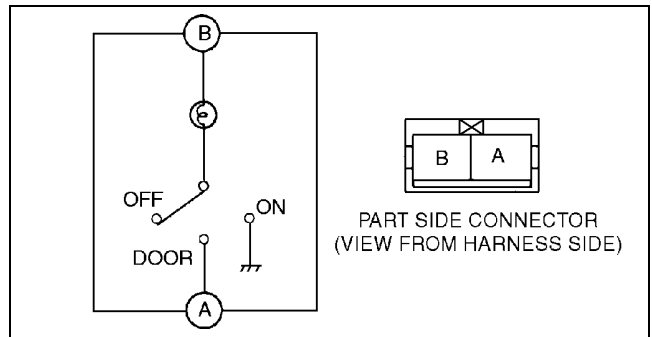 B
OFF
ON
DOOR
A
B A
PART SIDE CONNECTOR
(VIEW FROM HARNESS SIDE)